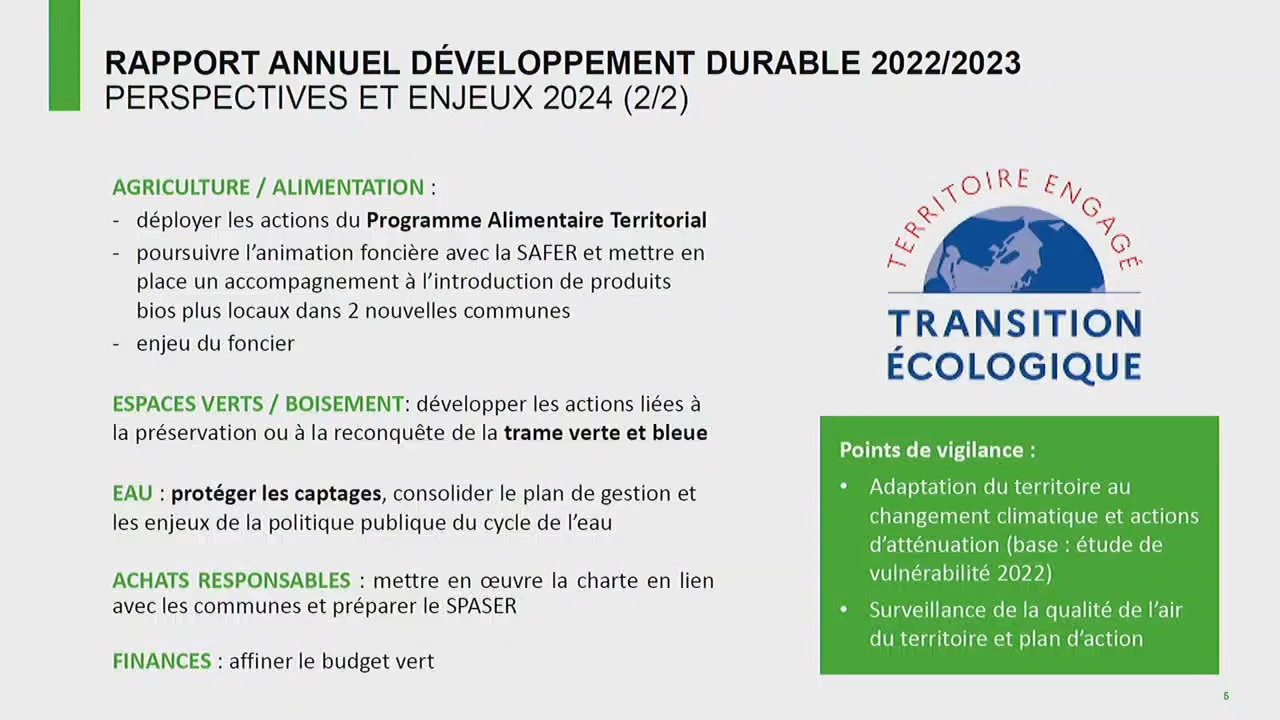 RAPPORT ANNUEL DÉVELOPPEMENT DURABLE 2022/2023
PERSPECTIVES ET ENJEUX 2024 (2/2)
AGRICULTURE / ALIMENTATION :
- déployer les actions du Programme Alimentaire Territorial
- poursuivre l’animation foncière avec la SAFER et mettre en
place un accompagnement à l’introduction de produits
bios plus locaux dans 2 nouvelles communes
- enjeu du foncier
ESPACES VERTS / BOISEMENT: développer les actions liées à
la préservation ou à la reconquête de la trame verte et bleue
EAU : protéger les captages, consolider le plan de gestion et
les enjeux de la politique publique du cycle de l’eau
ACHATS RESPONSABLES : mettre en œuvre la charte en lien
avec les communes et préparer le SPASER
FINANCES : affiner le budget vert
TERRITOIRE ENGAGÉ
TRANSITION
ÉCOLOGIQUE
Points de vigilance :
• Adaptation du territoire au
changement climatique et actions
d’atténuation (base : étude de
vulnérabilité 2022)
• Surveillance de la qualité de l’air
du territoire et plan d’action
5